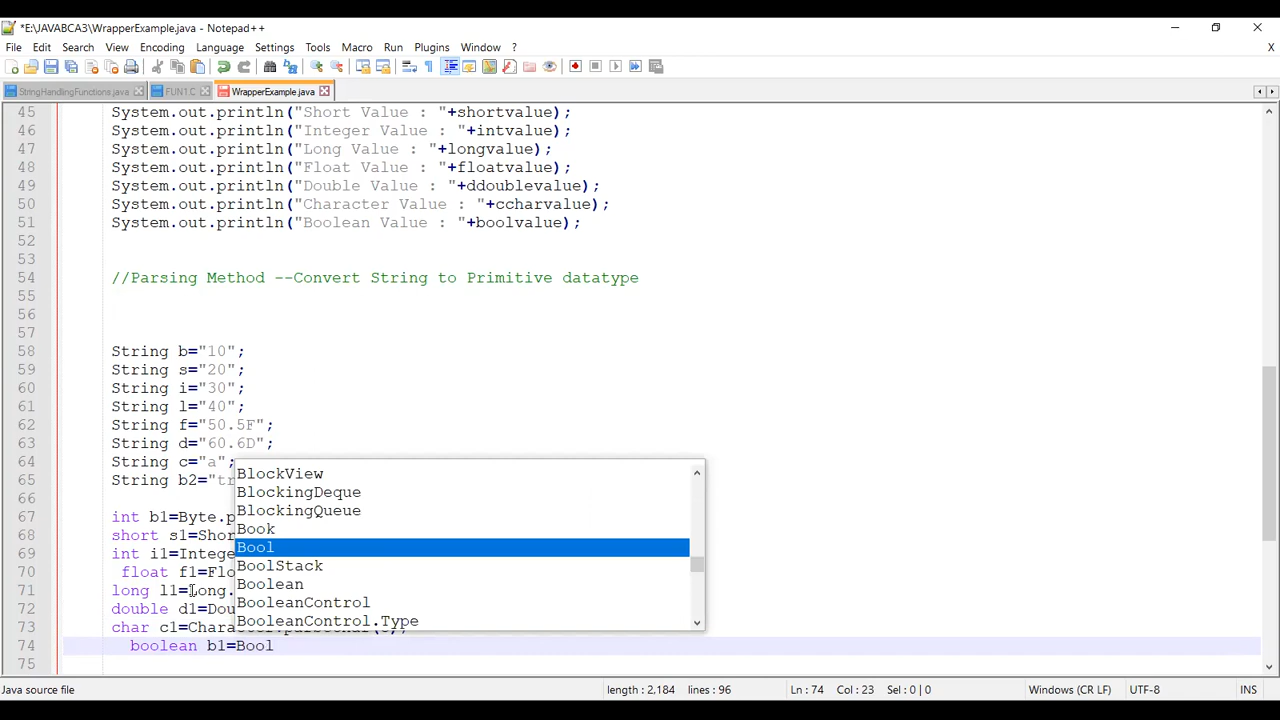 *E:\JAVABCA3\WrapperExample.java - Notepad++
File Edit Search View Encoding Language Settings Tools Macro Run Plugins Window ? X
StringHandlingFunctions.java FUN1.C WrapperExample.java
45 System.out.println("Short Value : "+shortvalue);
46 System.out.println("Integer Value : "+intvalue);
47 System.out.println("Long Value : "+longvalue);
48 System.out.println("Float Value : "+floatvalue);
49 System.out.println("Double Value : "+ddoublevalue);
50 System.out.println("Character Value : "+ccharvalue);
51 System.out.println("Boolean Value : "+boolvalue);
52
53
54 //Parsing Method --Convert String to Primitive datatype
55
56
57
58 String b="10";
59 String s="20";
60 String i="30";
61 String l="40";
62 String f="50.5F";
63 String d="60.6D";
64 String c="a";
65 String b2="tr
66
67 int b1=Byte.p
68 short s1=Shor
69 int i1=Intege
70 float f1=Flo
71 long l1=Long.
72 double d1=Dou
73 char c1=Character.parseChar(c);
74 boolean b1=Bool
75
BlockView
BlockingDeque
BlockingQueue
Book
Bool
BoolStack
Boolean
BooleanControl
BooleanControl.Type
Java source file length : 2,184 lines : 96 Ln : 74 Col : 23 Sel : 0 | 0 Windows (CR LF) UTF-8 INS